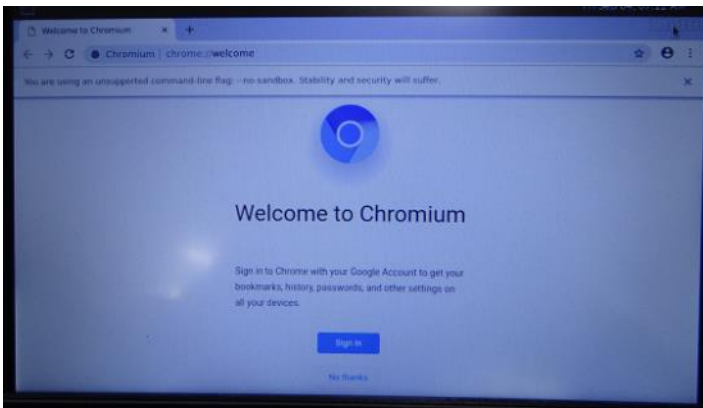 Welcome to Chromium
Chromium chrome://welcome
You are using an unsupported command-line flag: --no-sandbox. Stability and security will suffer.
Welcome to Chromium
Sign in to Chrome with your Google Account to get your
bookmarks, history, passwords, and other settings on
all your devices.
Sign in
No thanks